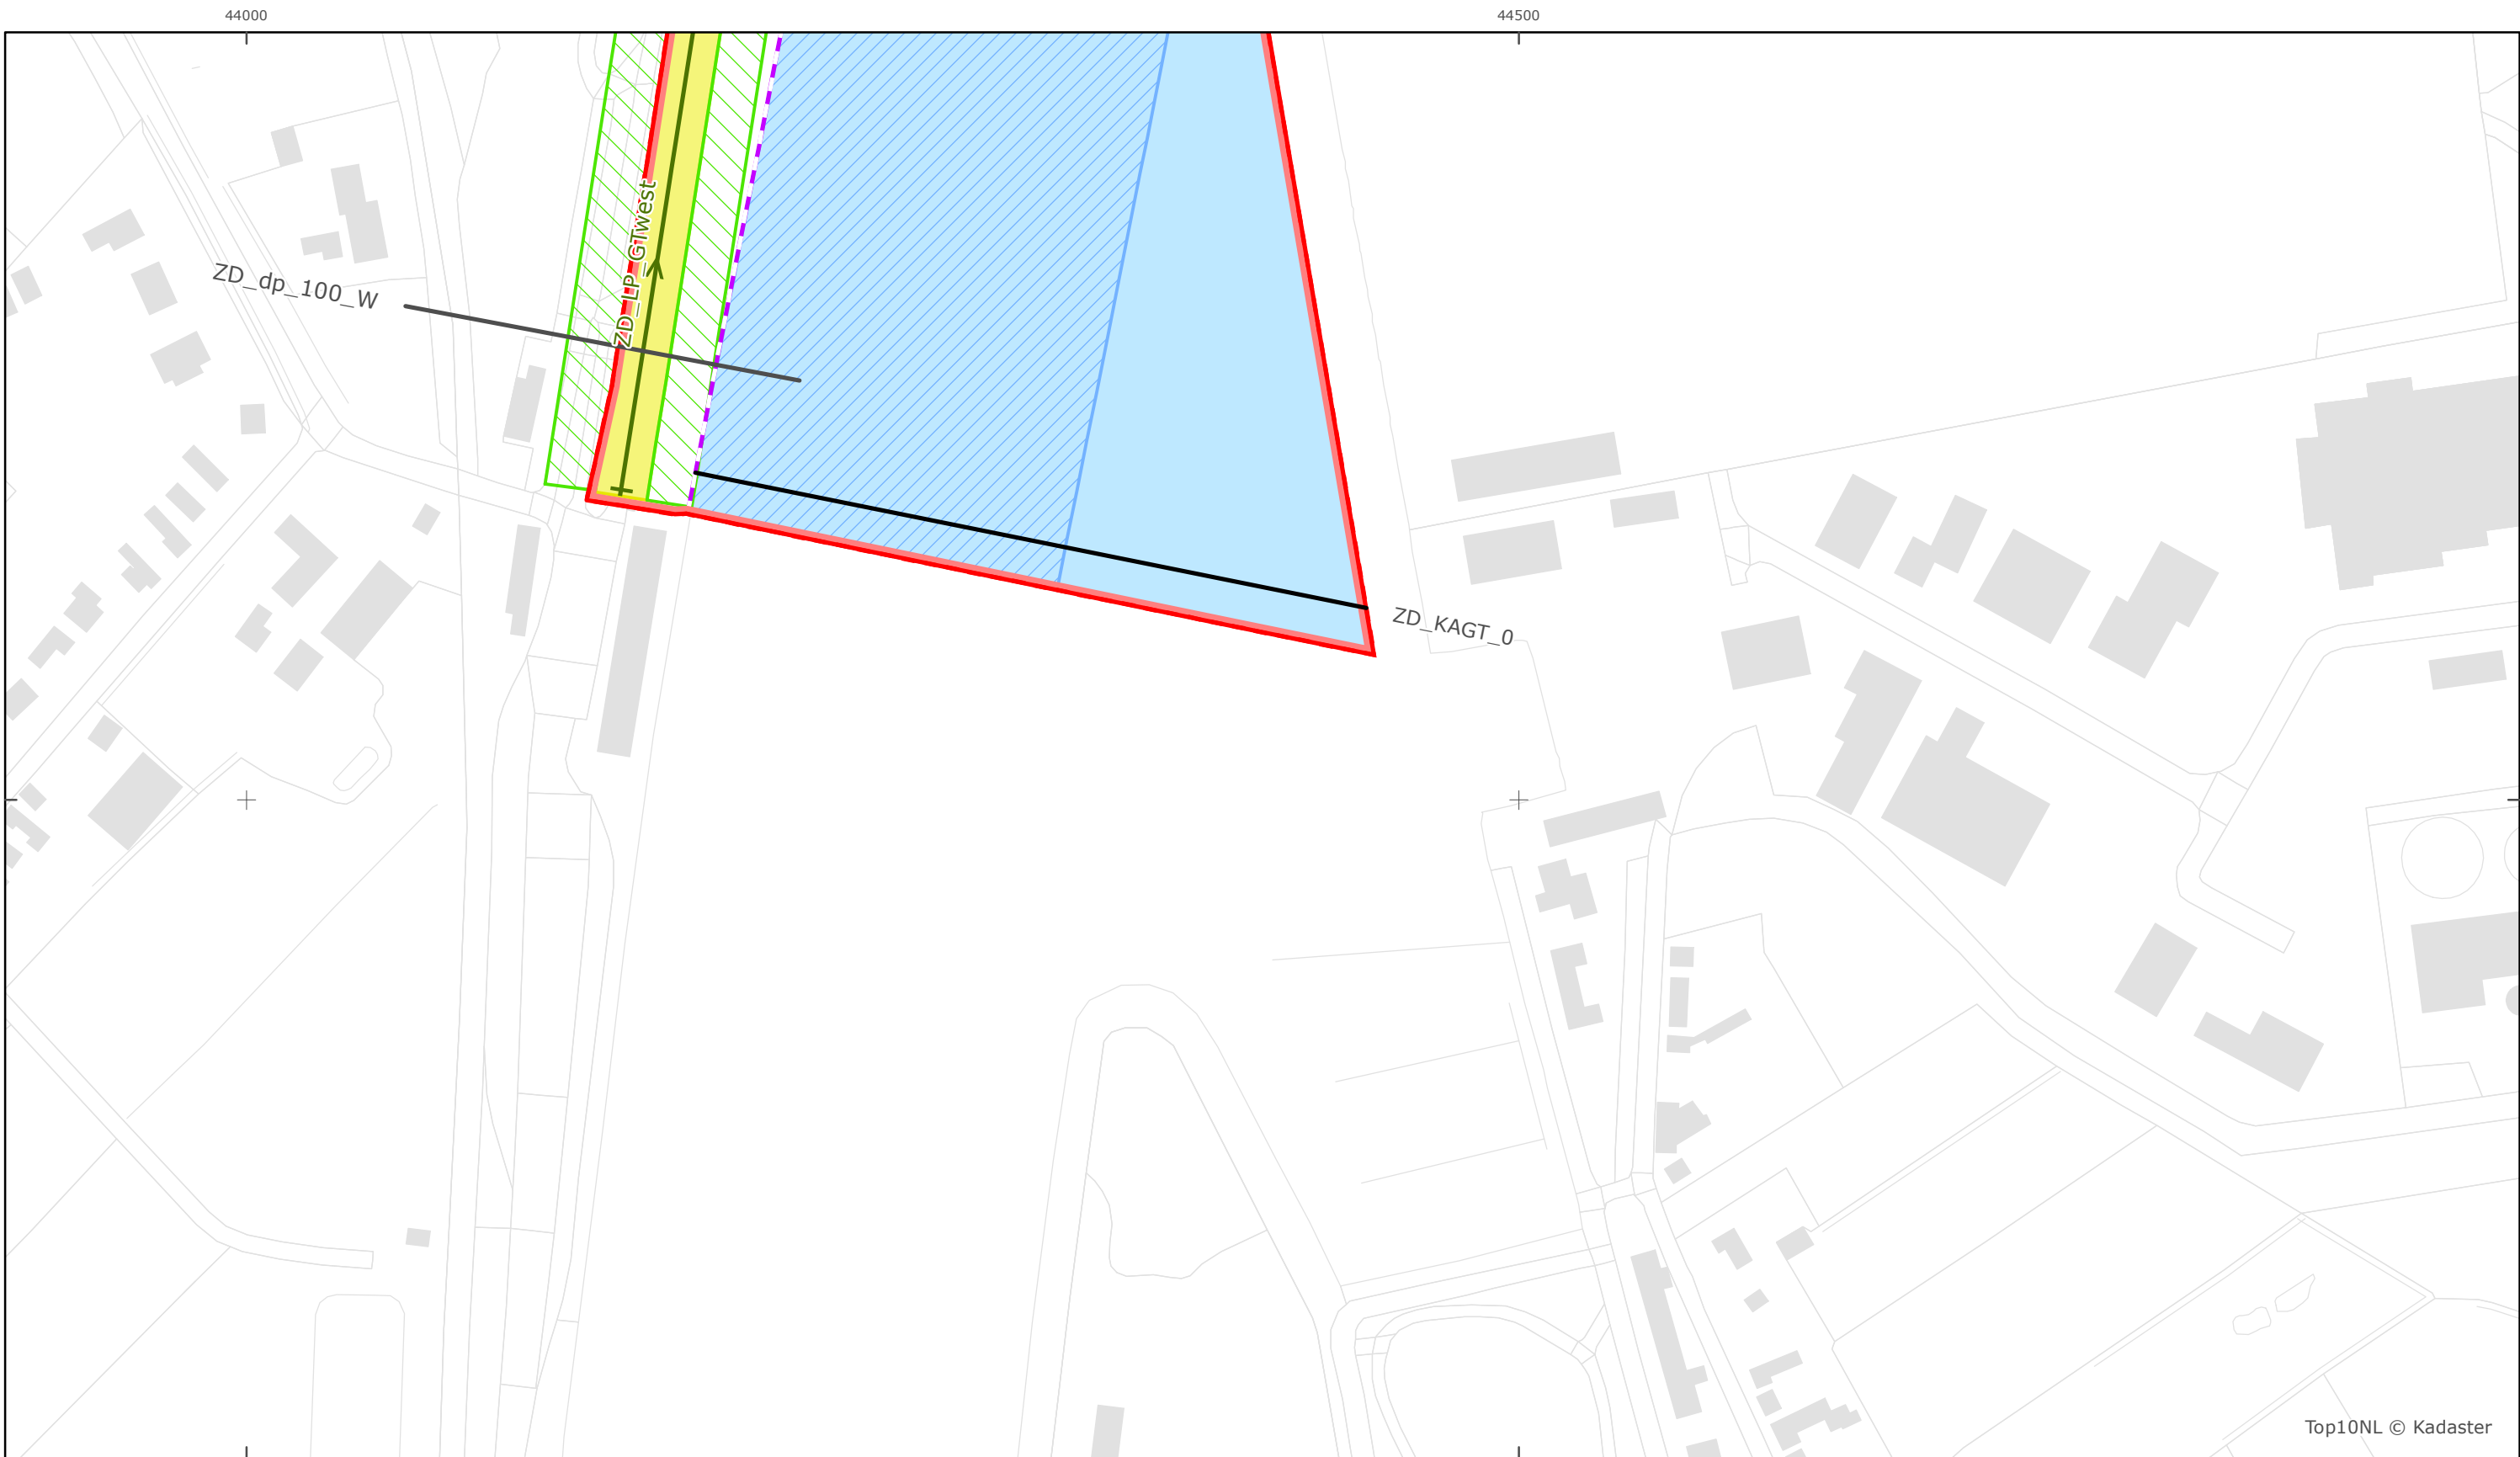 44000
44500
ZD_LP_GTwest
ZD_dp_100_W
ZD_KAGT_0
Top10NL © Kadaster